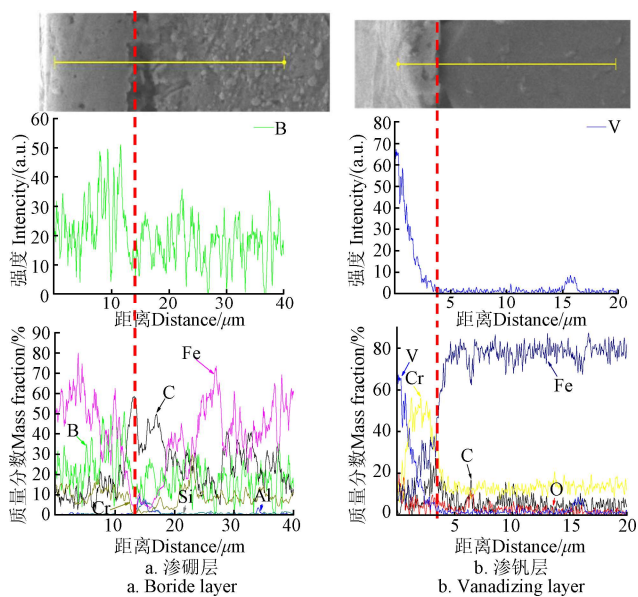 B
强度 Intencity/(a.u.)
60
50
40
30
20
10
0
0 10 20 30 40
距离Distance/μm
V
强度 Intencity/(a.u.)
80
70
60
50
40
30
20
10
0
5 10 15 20
距离Distance/μm
质量分数Mass fraction/%
90
80
70
60
50
40
30
20
10
0
Fe
C
B
Cr
Si
Al
0 10 20 30 40
距离Distance/μm
a. 渗硼层
a. Boride layer
质量分数Mass fraction/%
80
60
40
20
0
V
Cr
Fe
C
O
0 5 10 15 20
距离Distance/μm
b. 渗钒层
b. Vanadizing layer